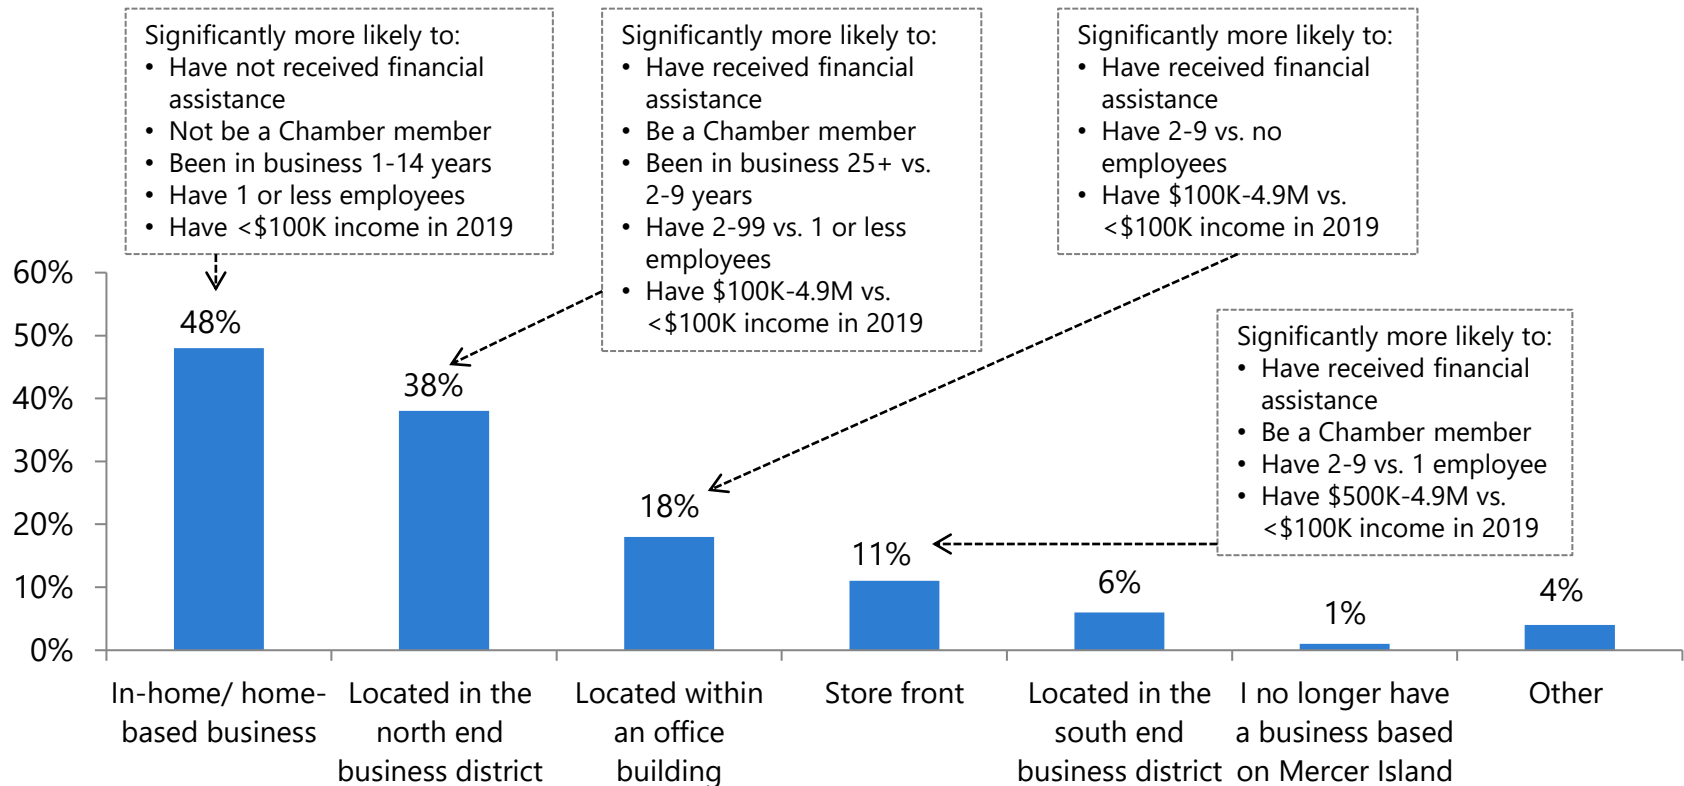 Significantly more likely to:
• Have not received financial
assistance
• Not be a Chamber member
• Been in business 1-14 years
• Have 1 or less employees
• Have <$100K income in 2019
Significantly more likely to:
• Have received financial
assistance
• Be a Chamber member
• Been in business 25+ vs.
2-9 years
• Have 2-99 vs. 1 or less
employees
• Have $100K-4.9M vs.
<$100K income in 2019
Significantly more likely to:
• Have received financial
assistance
• Have 2-9 vs. no
employees
• Have $100K-4.9M vs.
<$100K income in 2019
Significantly more likely to:
• Have received financial
assistance
• Be a Chamber member
• Have 2-9 vs. 1 employee
• Have $500K-4.9M vs.
<$100K income in 2019
60%
50%
40%
30%
20%
10%
0%
48%
38%
18%
11%
6%
1%
4%
In-home/ home-
based business
Located in the
north end
business district
Located within
an office
building
Store front
Located in the
south end
business district
I no longer have
a business based
on Mercer Island
Other